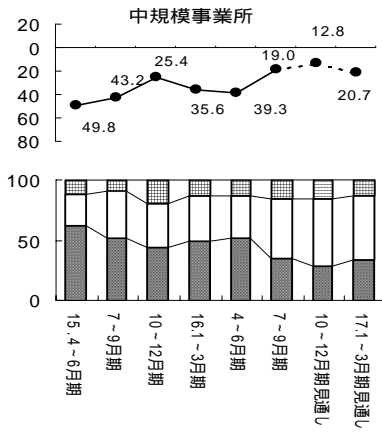 中規模事業所
20
0
20
40
60
80
49.8
43.2
25.4
35.6
39.3
19.0
12.8
20.7
100
50
0
15.4~6月期
7~9月期
10~12月期
16.1~3月期
4~6月期
7~9月期
10~12月期見通し
17.1~3月期見通し